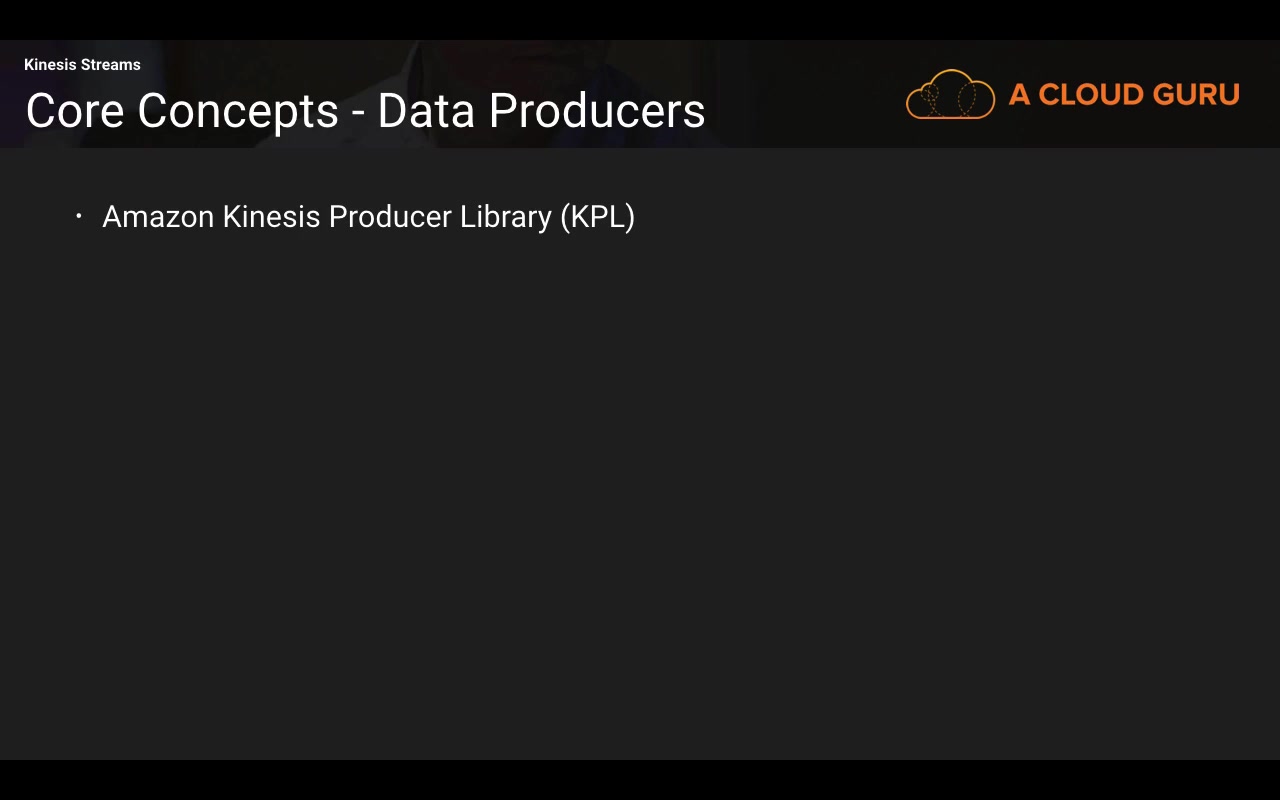 Kinesis Streams
Core Concepts - Data Producers
A CLOUD GURU
• Amazon Kinesis Producer Library (KPL)